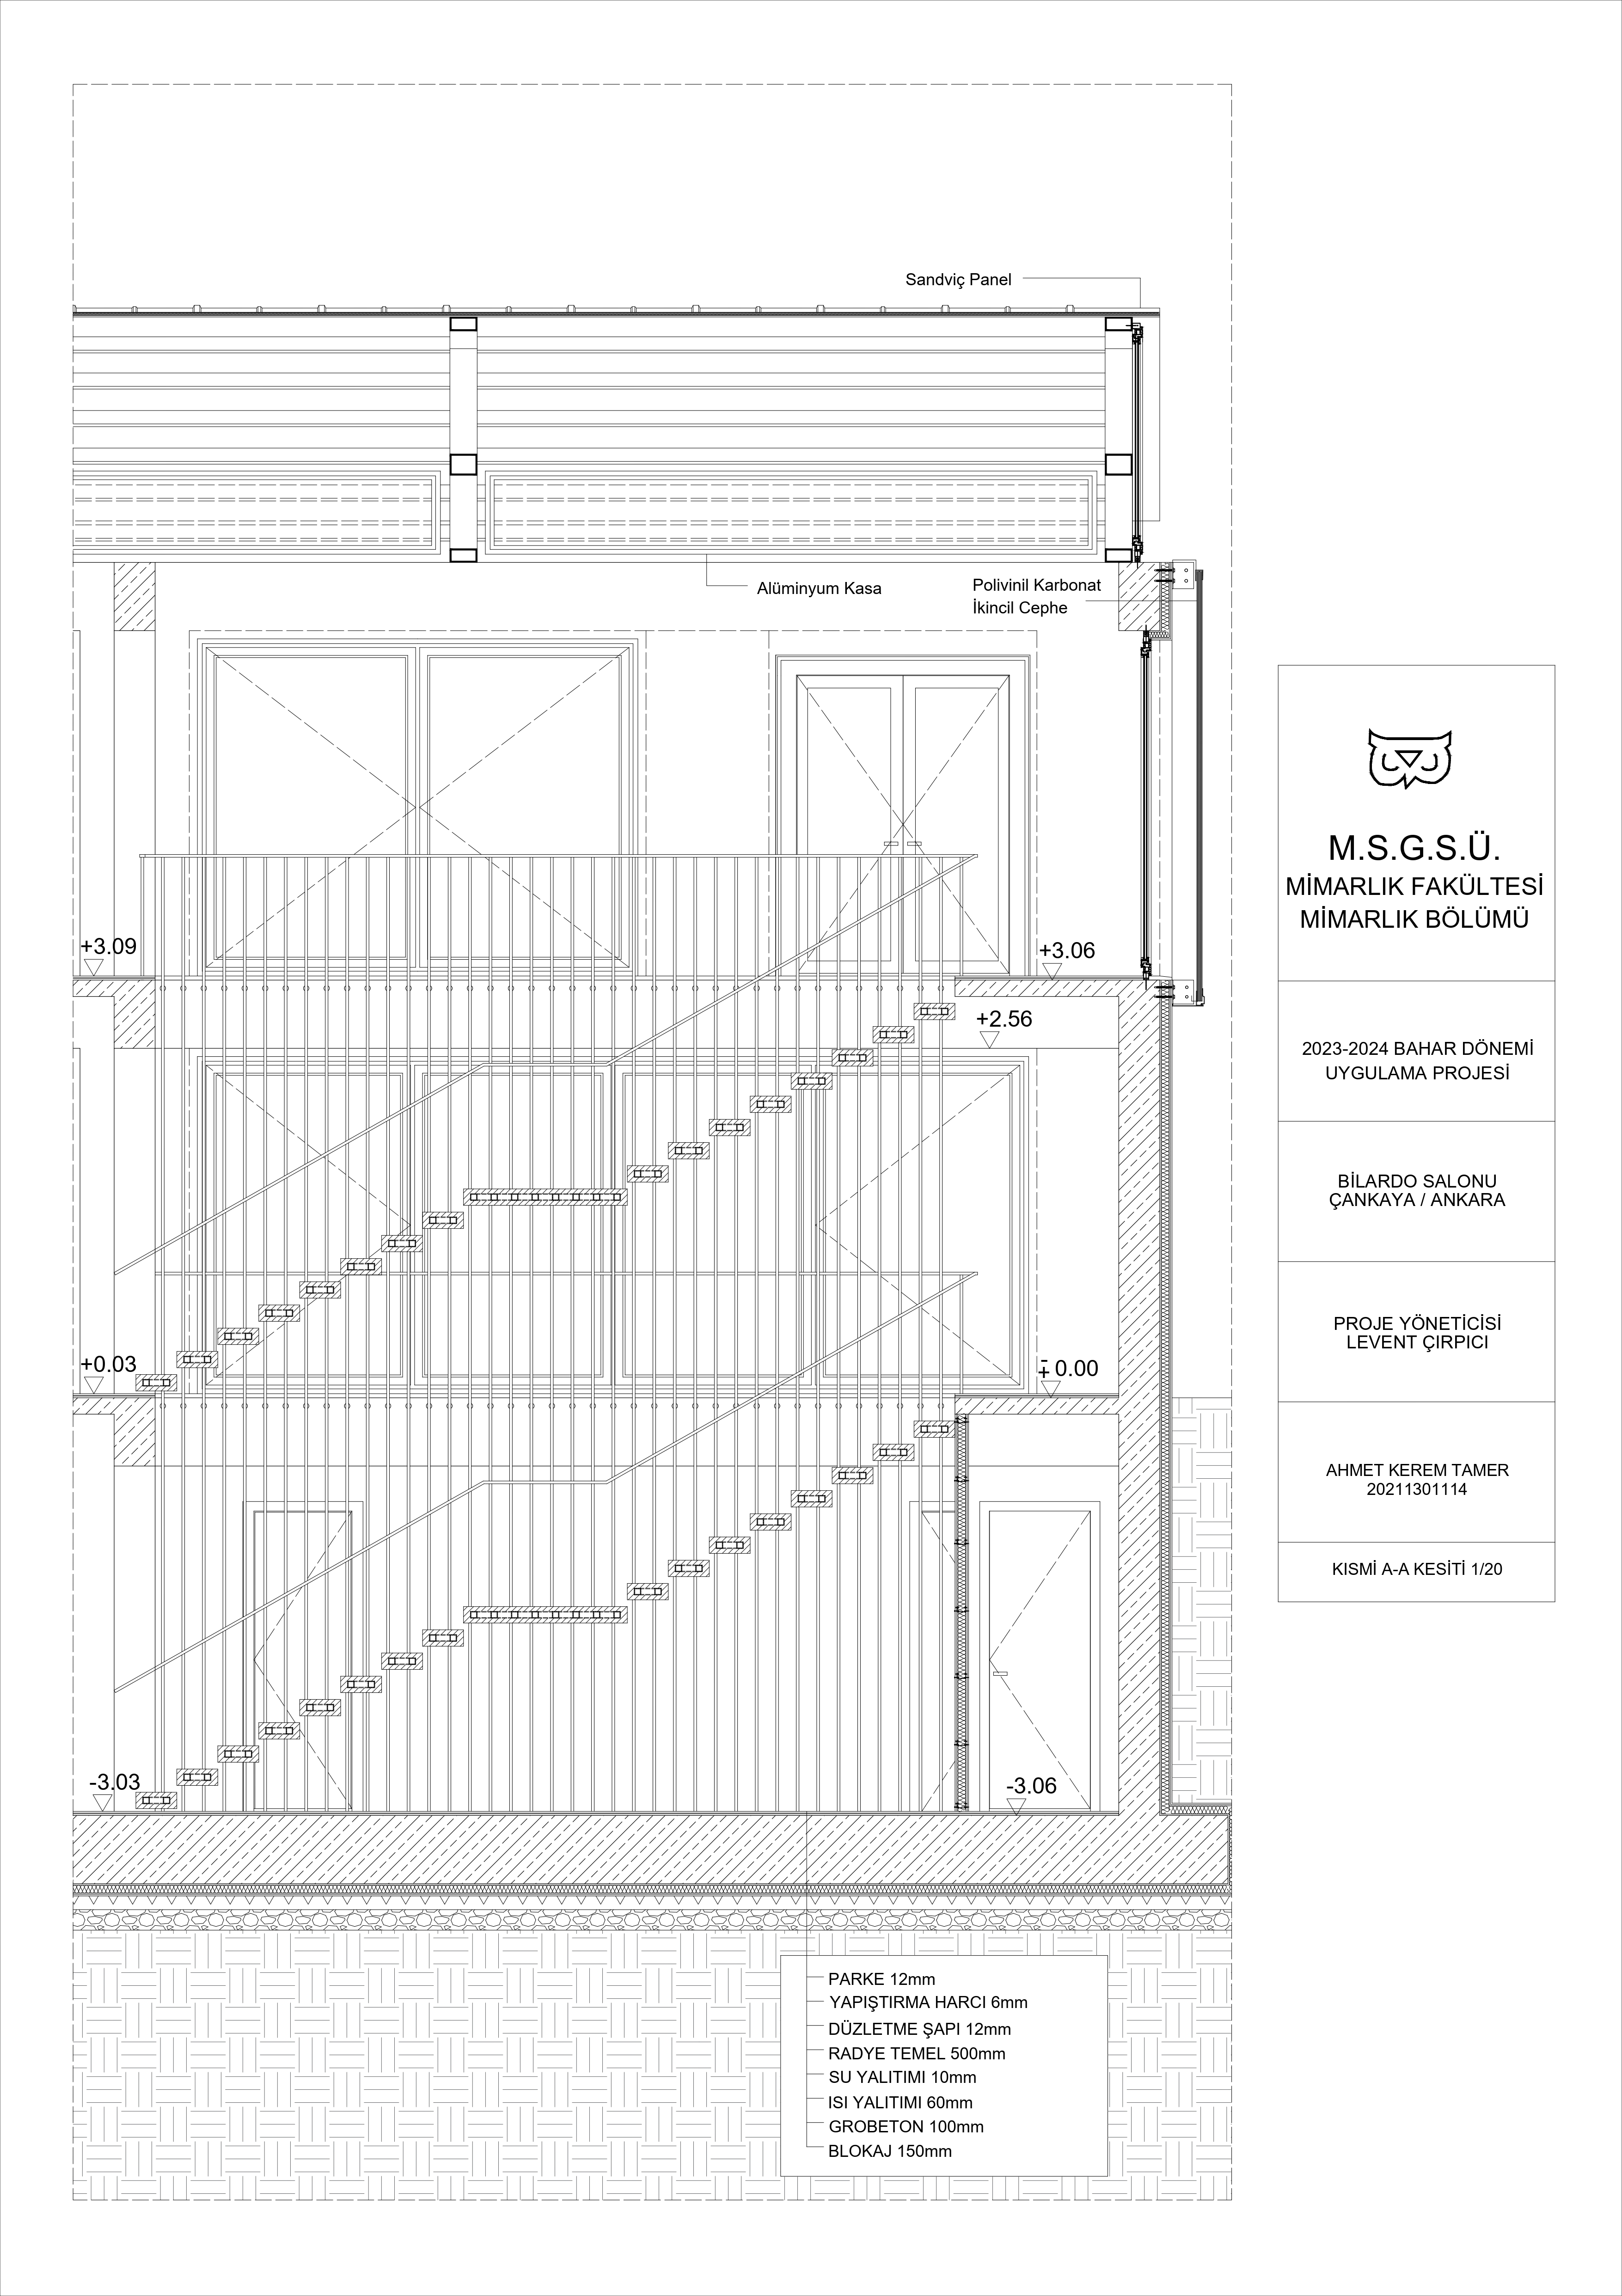 Sandviç Panel
Alüminyum Kasa
Polivinil Karbonat
İkincil Cephe
+3.09
+3.06
+2.56
+0.03
∓ 0.00
-3.03
-3.06
PARKE 12mm
YAPIŞTIRMA HARCI 6mm
DÜZLETME ŞAPI 12mm
RADYE TEMEL 500mm
SU YALITIMI 10mm
ISI YALITIMI 60mm
GROBETON 100mm
BLOKAJ 150mm
M.S.G.S.Ü.
MİMARLIK FAKÜLTESİ
MİMARLIK BÖLÜMÜ
2023-2024 BAHAR DÖNEMİ
UYGULAMA PROJESİ
BİLARDO SALONU
ÇANKAYA / ANKARA
PROJE YÖNETİCİSİ
LEVENT ÇIRPICI
AHMET KEREM TAMER
20211301114
KISMİ A-A KESİTİ 1/20